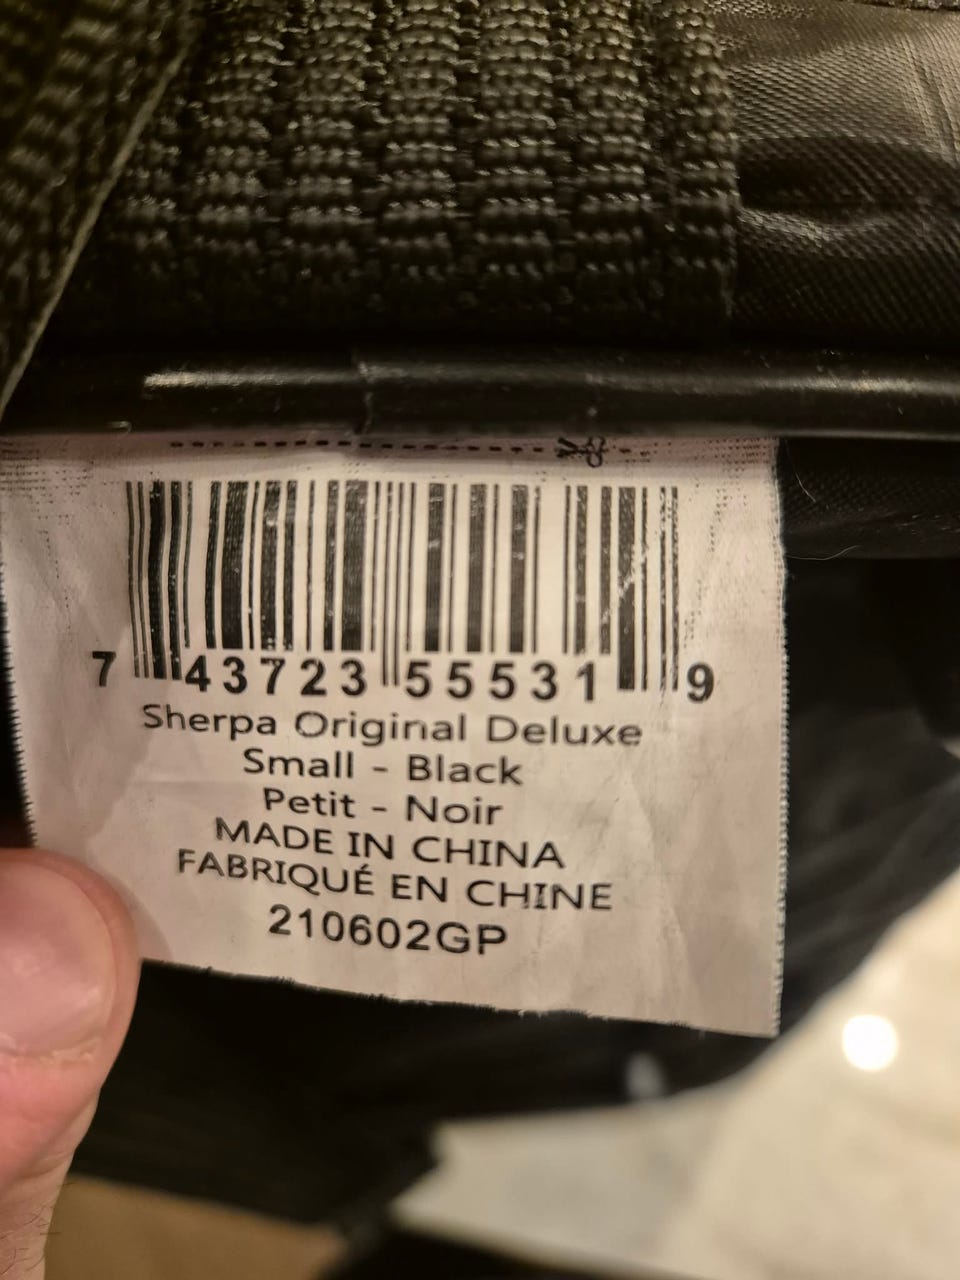 7 43723 55531 9
Sherpa Original Deluxe
Small - Black
Petit - Noir
MADE IN CHINA
FABRIQUÉ EN CHINE
210602GP